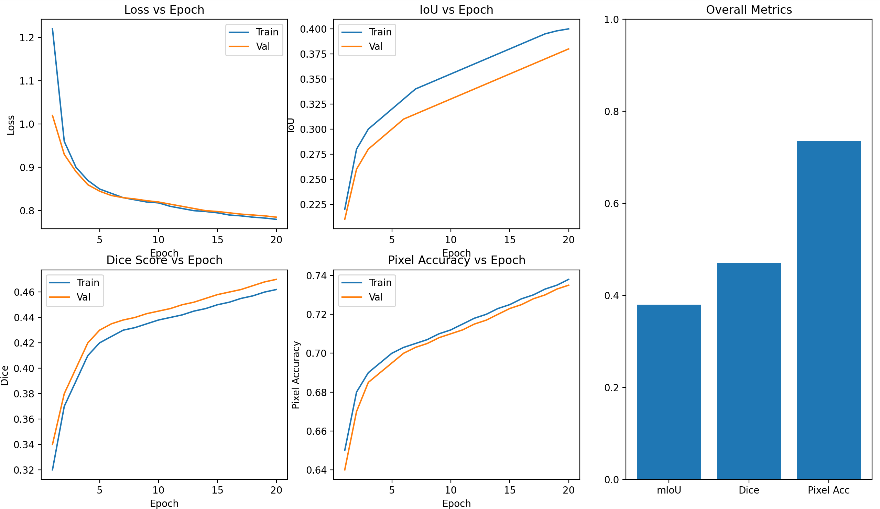 Loss vs Epoch
Loss
1.2
1.1
1.0
0.9
0.8
Train
Val
5
10
15
20
Epoch
IoU vs Epoch
IoU
0.400
0.375
0.350
0.325
0.300
0.275
0.250
0.225
Train
Val
5
10
15
20
Epoch
Overall Metrics
1.0
0.8
0.6
0.4
0.2
0.0
mIoU
Dice
Pixel Acc
Dice Score vs Epoch
Dice
0.46
0.44
0.42
0.40
0.38
0.36
0.34
0.32
Train
Val
5
10
15
20
Epoch
Pixel Accuracy vs Epoch
Pixel Accuracy
0.74
0.72
0.70
0.68
0.66
0.64
Train
Val
5
10
15
20
Epoch